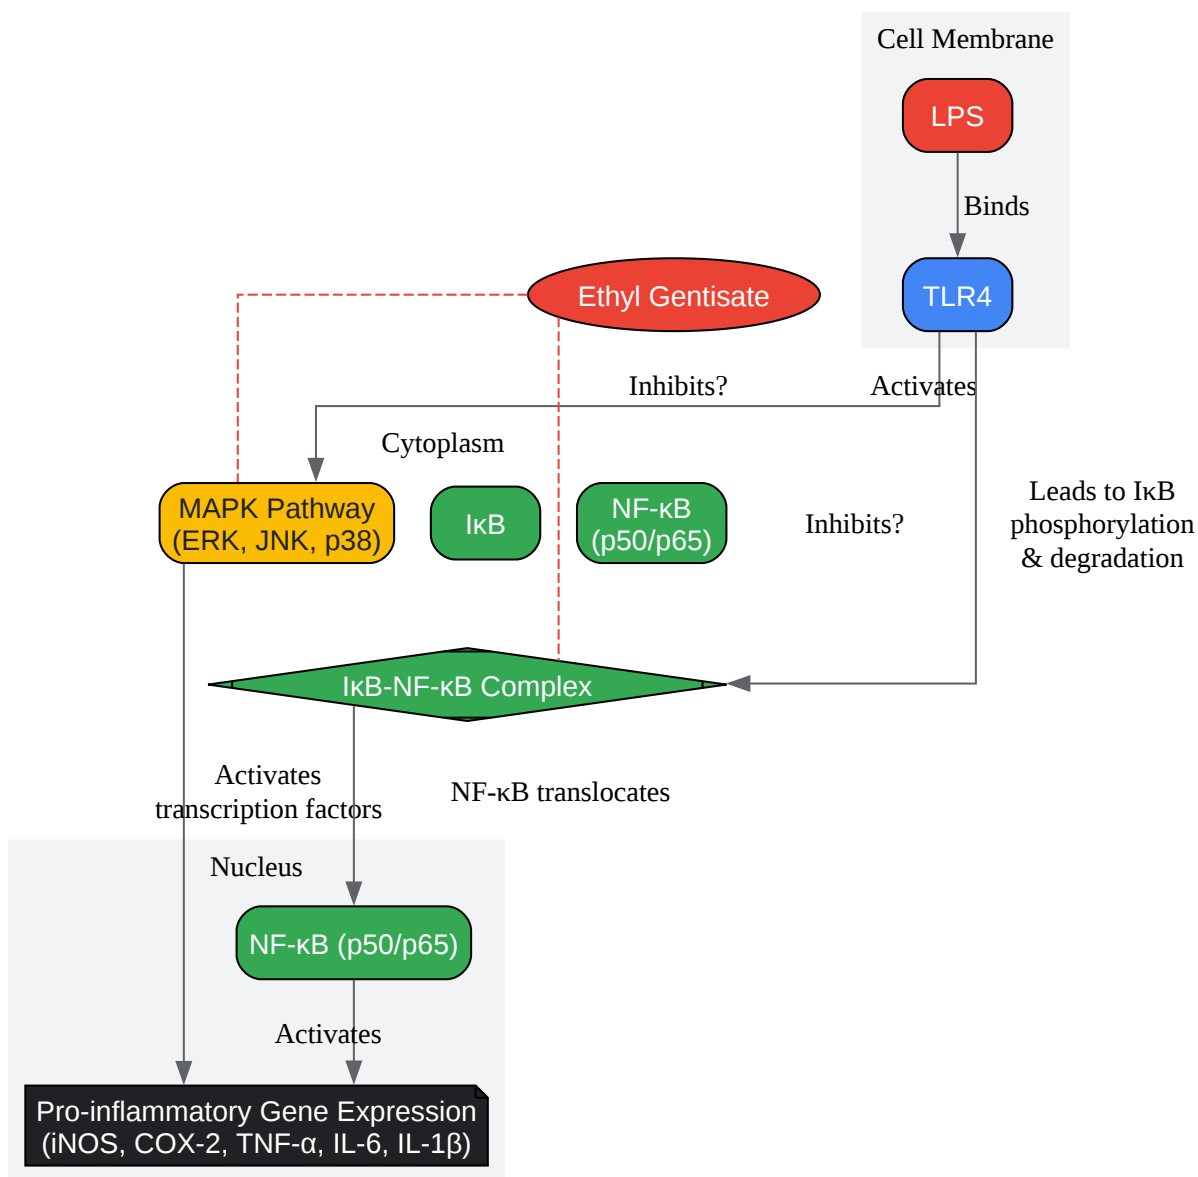 Cell Membrane
LPS
Binds
Ethyl Gentisate
TLR4
Inhibits?
Activates
Cytoplasm
MAPK Pathway
(ERK, JNK, p38)
IκB
NF-κB
(p50/p65)
Inhibits?
Leads to IκB
phosphorylation
& degradation
IκB-NF-κB Complex
Activates
transcription factors
NF-κB translocates
Nucleus
NF-κB (p50/p65)
Activates
Pro-inflammatory Gene Expression
(iNOS, COX-2, TNF-α, IL-6, IL-1β)